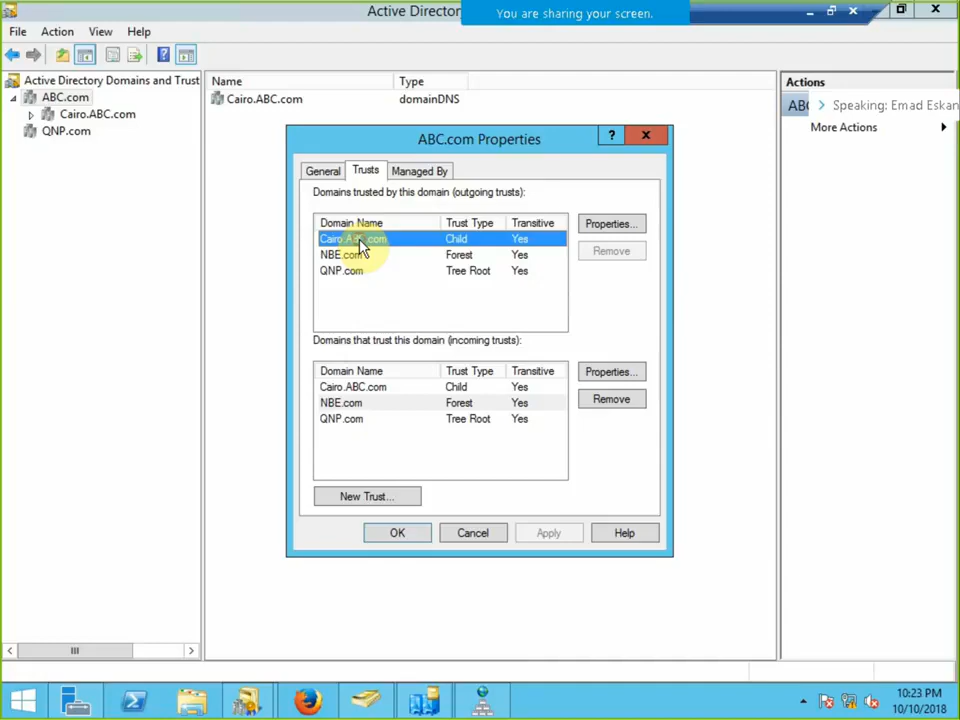 Active Director
You are sharing your screen.
File Action View Help
Active Directory Domains and Trust
ABC.com
Cairo.ABC.com
QNP.com
Name Type
Cairo.ABC.com domainDNS
Actions
Speaking: Emad Eskan
More Actions
ABC.com Properties
General Trusts Managed By
Domains trusted by this domain (outgoing trusts):
Domain Name Trust Type Transitive
Cairo.ABC.com Child Yes
NBE.com Forest Yes
QNP.com Tree Root Yes
Properties...
Remove
Domains that trust this domain (incoming trusts):
Domain Name Trust Type Transitive
Cairo.ABC.com Child Yes
NBE.com Forest Yes
QNP.com Tree Root Yes
Properties...
Remove
New Trust...
OK Cancel Apply Help
10:23 PM
10/10/2018